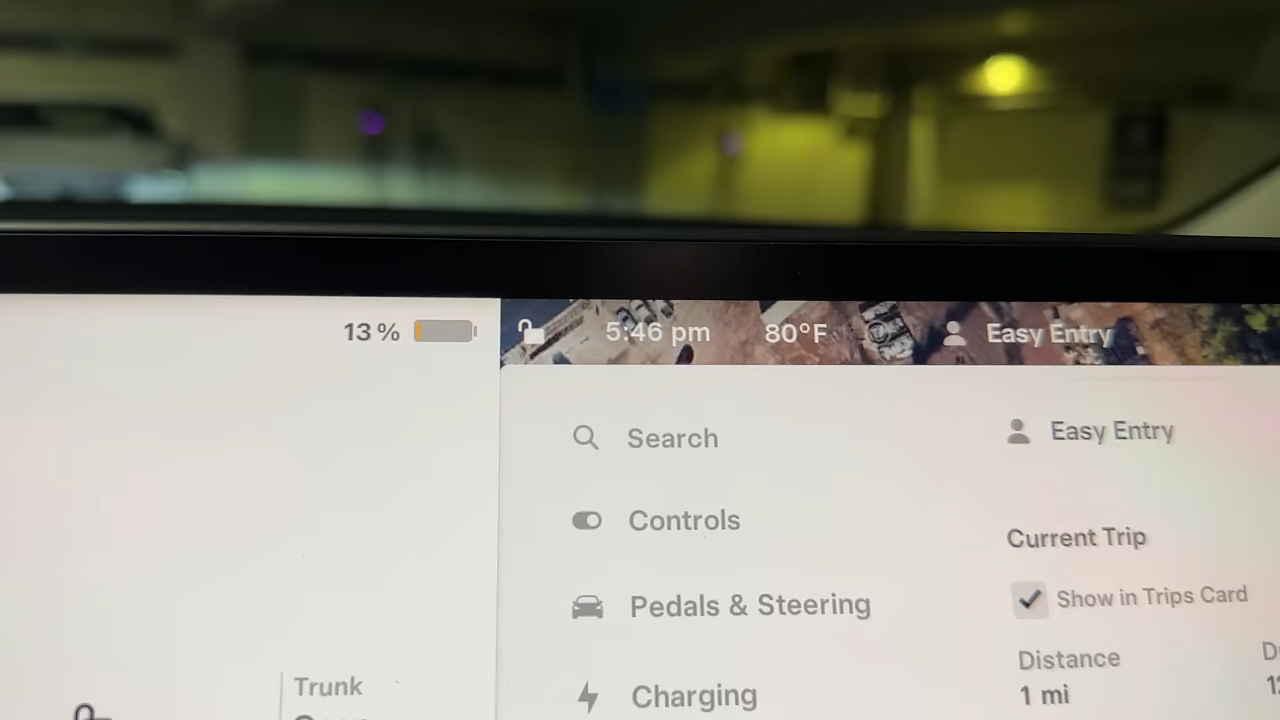 13 %
5:46 pm
80°F
Easy Entry
Search
Easy Entry
Controls
Current Trip
Pedals & Steering
Show in Trips Card
Distance
1 mi
Trunk
Charging